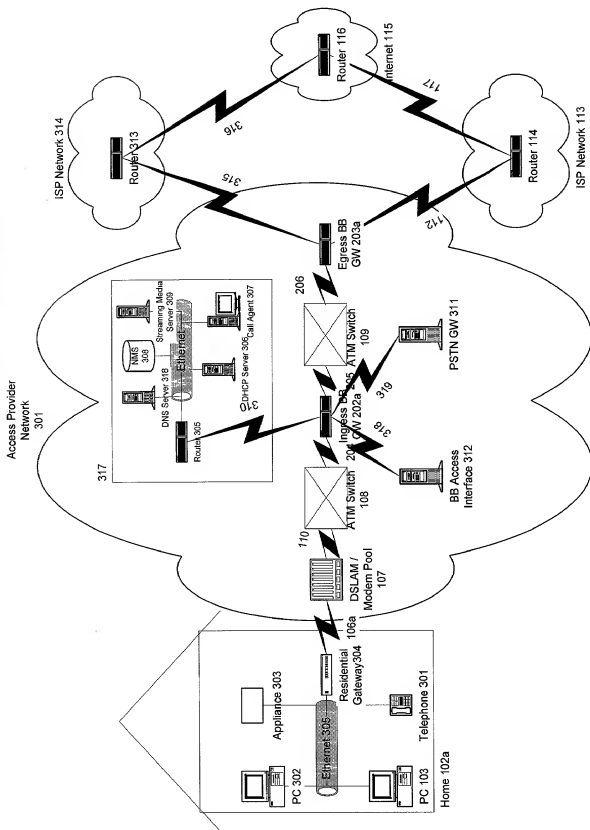 Access Provider
Network
301
ISP Network 314
Router 313
316
315
Router 116
Internet 115
117
Router 114
ISP Network 113
112
Egress BB
GW 203a
206
317
DNS Server 318
NMS
308
Streaming Media
Server 309
Ethernet
DHCP Server 306
Call Agent 307
Router 305
310
ATM Switch
109
205
Ingress BB
GW 202a
204
319
318
PSTN GW 311
BB Access
Interface 312
ATM Switch
108
110
DSLAM /
Modem Pool
107
106a
Residential
Gateway304
Appliance 303
Ethernet 305
Telephone 301
PC 302
PC 103
Home 102a